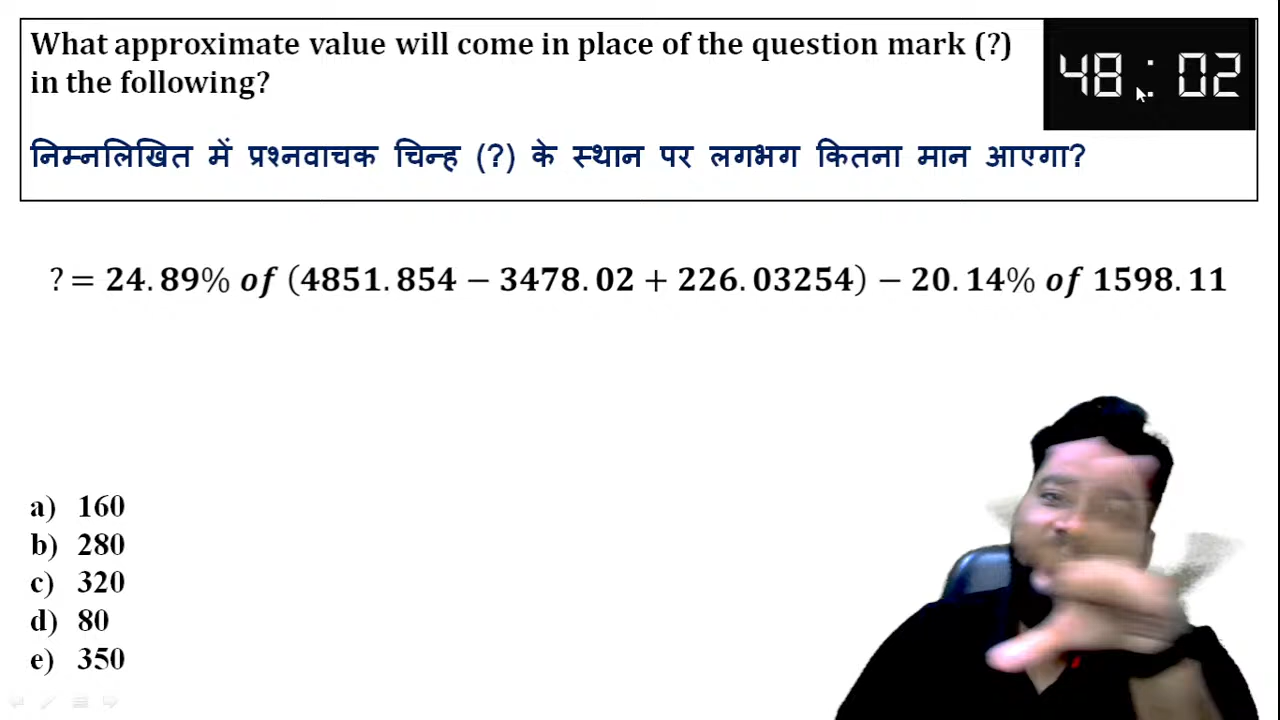 What approximate value will come in place of the question mark (?)
in the following?
48:02
निम्नलिखित में प्रश्नवाचक चिन्ह (?) के स्थान पर लगभग कितना मान आएगा?
? = 24.89% of (4851.854 − 3478.02 + 226.03254) − 20.14% of 1598.11
a) 160
b) 280
c) 320
d) 80
e) 350